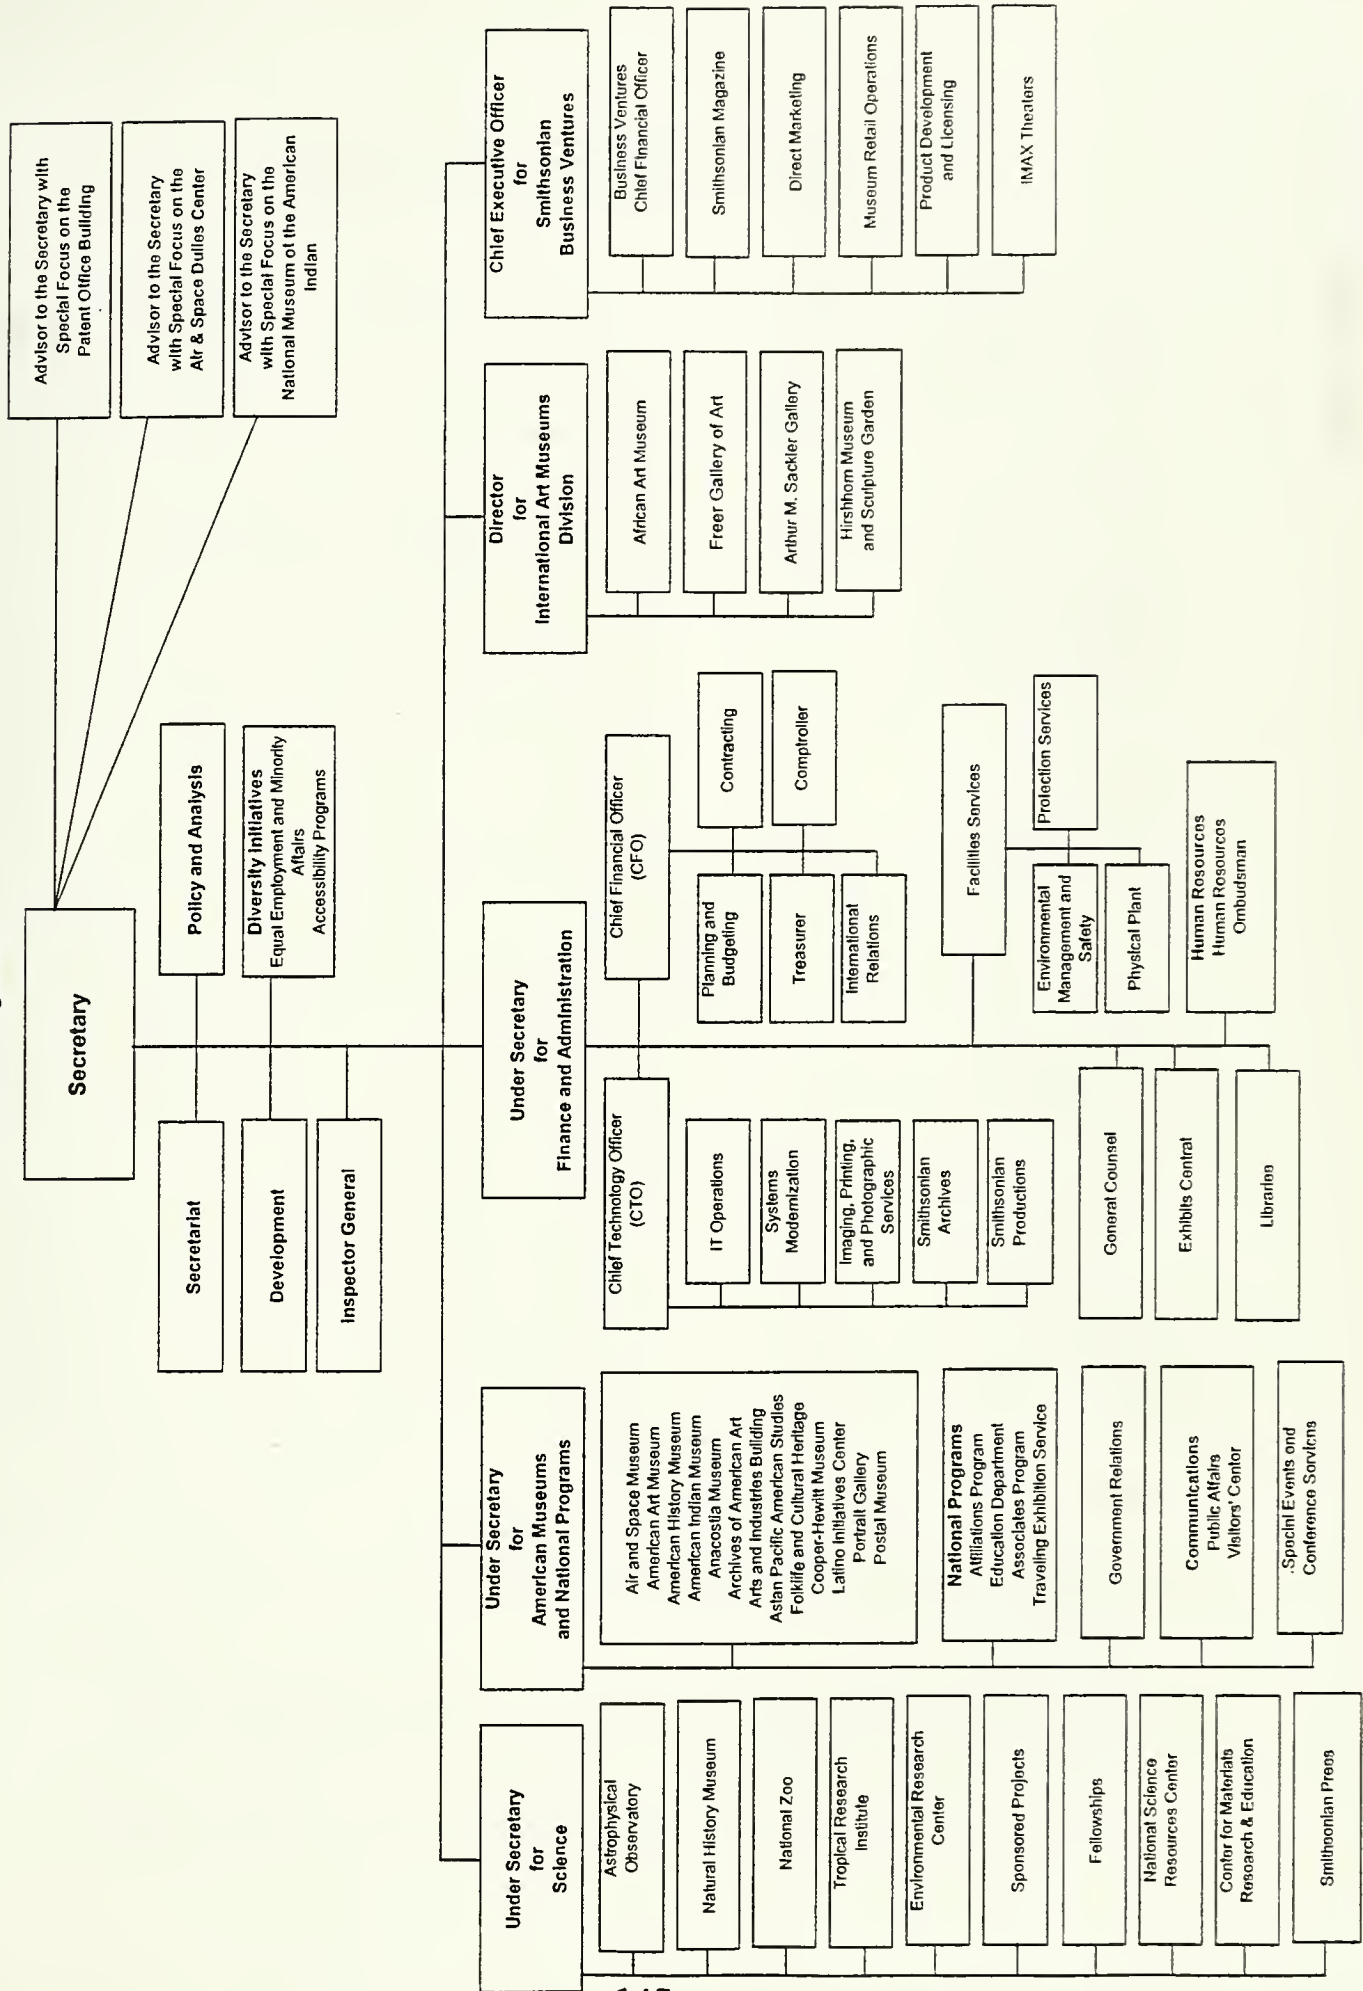 Secretary
Advisor to the Secretary with
Special Focus on the
Patent Office Building
Advisor to the Secretary
with Special Focus on the
Air & Space Dulles Center
Advisor to the Secretary
with Special Focus on the
National Museum of the American
Indian
Secretariat
Policy and Analysis
Development
Diversity Initiatives
Equal Employment and Minority
Affairs
Accessibility Programs
Inspector General
Under Secretary
for
Science
Astrophysical
Observatory
Natural History Museum
National Zoo
Tropical Research
Institute
Environmental Research
Center
Sponsored Projects
Fellowships
National Science
Resources Center
Center for Materials
Research & Education
Smithsonian Press
Under Secretary
for
American Museums
and National Programs
Air and Space Museum
American Art Museum
American History Museum
American Indian Museum
Anacostia Museum
Archives of American Art
Arts and Industries Building
Asian Pacific American Studies
Folklife and Cultural Heritage
Cooper-Hewitt Museum
Latino Initiatives Center
Portrait Gallery
Postal Museum
National Programs
Affiliations Program
Education Department
Associates Program
Traveling Exhibition Service
Government Relations
Communications
Public Affairs
Visitors' Center
Special Events and
Conference Services
Under Secretary
for
Finance and Administration
Chief Technology Officer
(CTO)
IT Operations
Systems
Modernization
Imaging, Printing,
and Photographic
Services
Smithsonian
Archives
Smithsonian
Productions
Chief Financial Officer
(CFO)
Planning and
Budgeting
Contracting
Treasurer
Comptroller
International
Relations
Facilities Services
Environmental
Management and
Safety
Protection Services
Physical Plant
General Counsel
Exhibits Central
Libraries
Human Resources
Human Resources
Ombudsman
Director
for
International Art Museums
Division
African Art Museum
Freer Gallery of Art
Arthur M. Sackler Gallery
Hirshhorn Museum
and Sculpture Garden
Chief Executive Officer
for
Smithsonian
Business Ventures
Business Ventures
Chief Financial Officer
Smithsonian Magazine
Direct Marketing
Museum Retail Operations
Product Development
and Licensing
IMAX Theaters